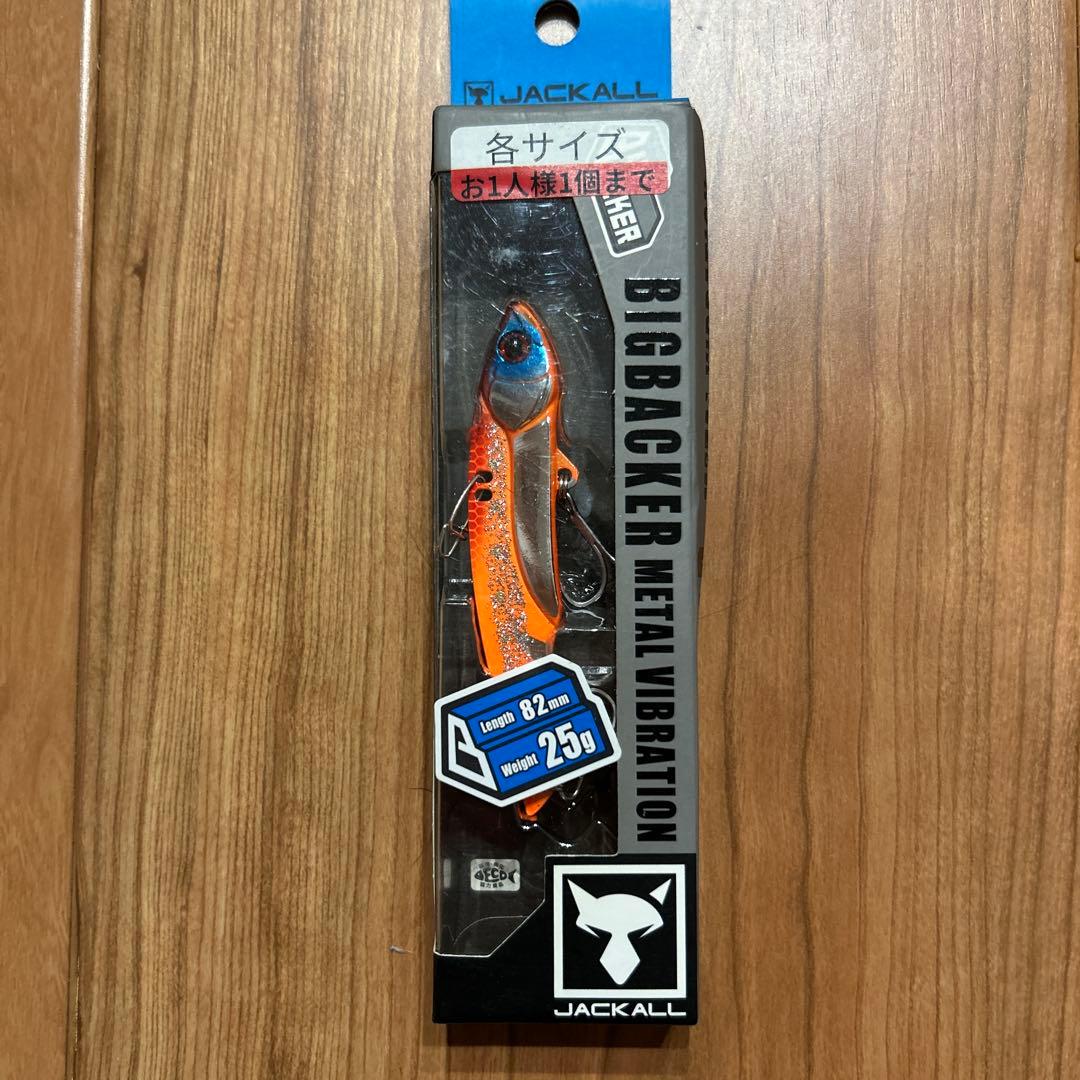 JACKALL
各サイズ
お1人様1個まで
BIGBACKER METAL VIBRATION
Length 82mm
Weight 25g
JACKALL